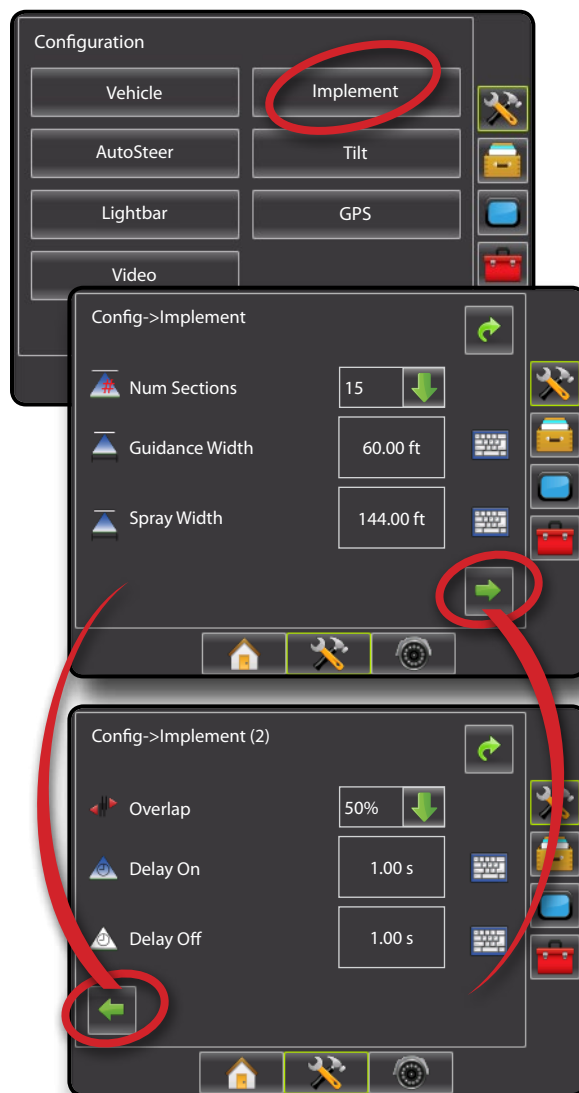 Configuration
Vehicle
Implement
AutoSteer
Tilt
Lightbar
GPS
Video
Config->Implement
Num Sections
15
Guidance Width
60.00 ft
Spray Width
144.00 ft
Config->Implement (2)
Overlap
50%
Delay On
1.00 s
Delay Off
1.00 s